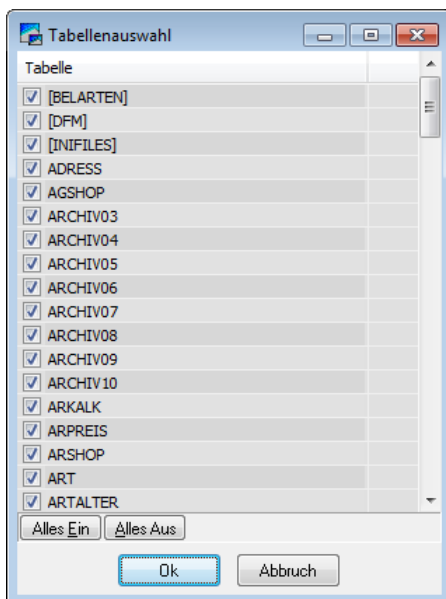 Tabellenauswahl
Tabelle
[BELARTEN]
[DFM]
[INIFILES]
ADRESS
AGSHOP
ARCHIV03
ARCHIV04
ARCHIV05
ARCHIV06
ARCHIV07
ARCHIV08
ARCHIV09
ARCHIV10
ARKALK
ARPREIS
ARSHOP
ART
ARTALTER
Alles Ein Alles Aus
Ok Abbruch